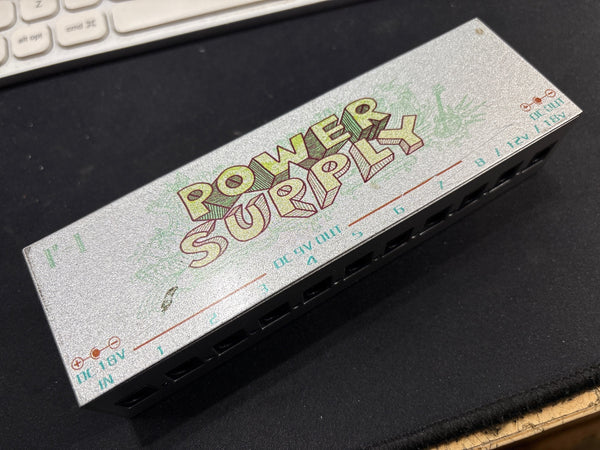 Z
alt opt
cmd ⌘
POWER
SUPPLY
DC 18V
IN
1 2 3 4 5 6 7 8 / 12V / 18V
DC 9V OUT
DC OUT